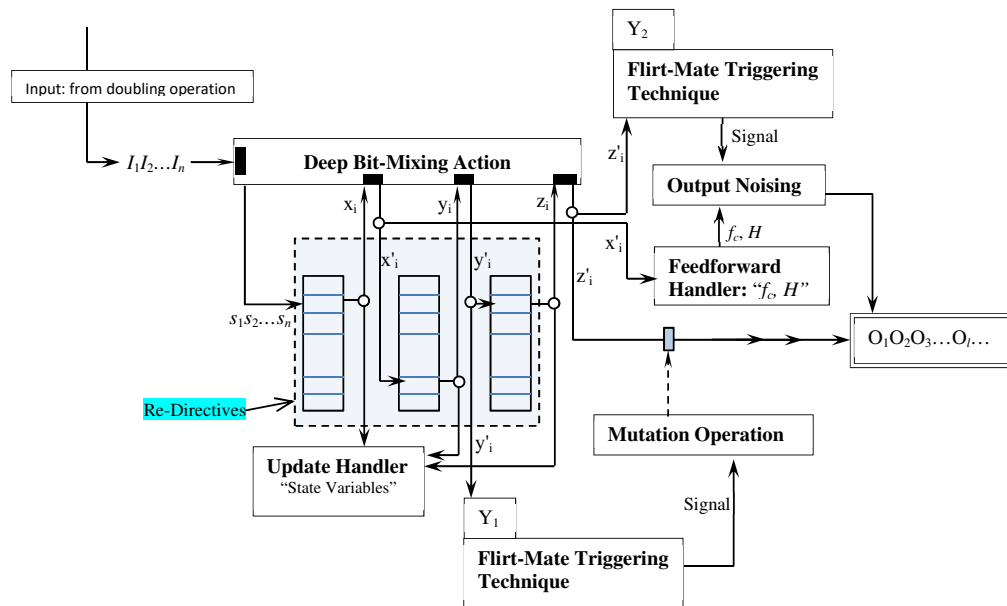 Y2
Flirt-Mate Triggering
Technique
Input: from doubling operation
Signal
z'i
I1I2…In
Deep Bit-Mixing Action
Output Noising
xi
yi
zi
fc, H
x'i
x'i
y'i
z'i
Feedforward
Handler: “fc, H”
s1s2…sn
O1O2O3…Ol…
Re-Directives
Mutation Operation
y'i
Update Handler
“State Variables”
Signal
Y1
Flirt-Mate Triggering
Technique